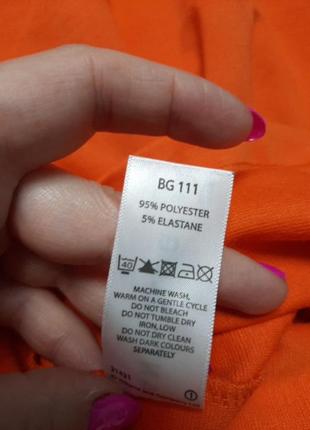 BG 111
95% POLYESTER
5% ELASTANE
40
MACHINE WASH,
WARM ON A GENTLE CYCLE
DO NOT BLEACH
DO NOT TUMBLE DRY
IRON, LOW
DO NOT DRY CLEAN
WASH DARK COLOURS
SEPARATELY